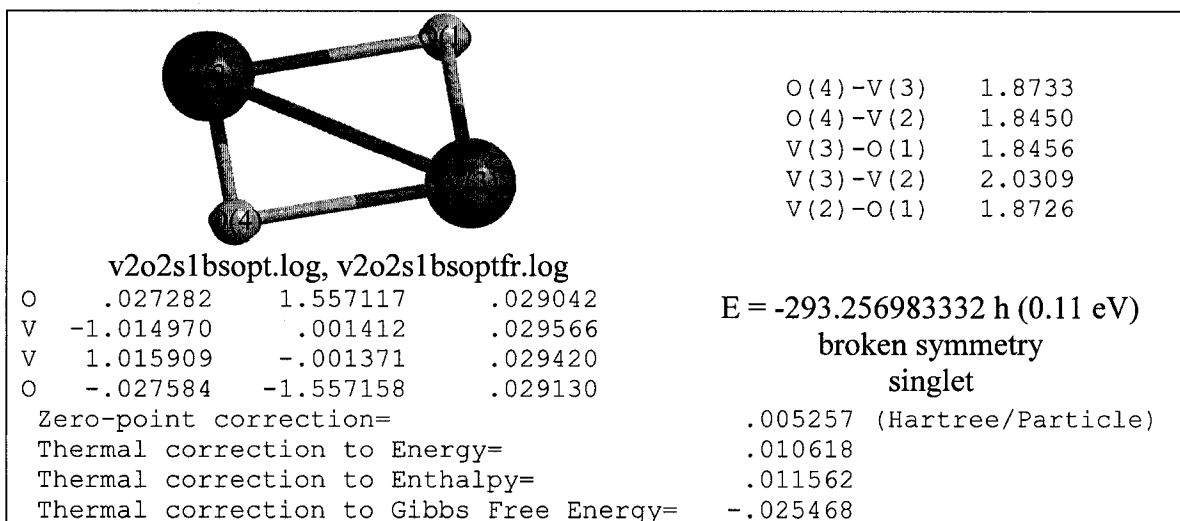 O(4)-V(3) 1.8733
O(4)-V(2) 1.8450
V(3)-O(1) 1.8456
V(3)-V(2) 2.0309
V(2)-O(1) 1.8726
v2o2s1bsopt.log, v2o2s1bsoptfr.log
O .027282 1.557117 .029042
V -1.014970 .001412 .029566
V 1.015909 -.001371 .029420
O -.027584 -1.557158 .029130
E = -293.256983332 h (0.11 eV)
broken symmetry
singlet
Zero-point correction= .005257 (Hartree/Particle)
Thermal correction to Energy= .010618
Thermal correction to Enthalpy= .011562
Thermal correction to Gibbs Free Energy= -.025468